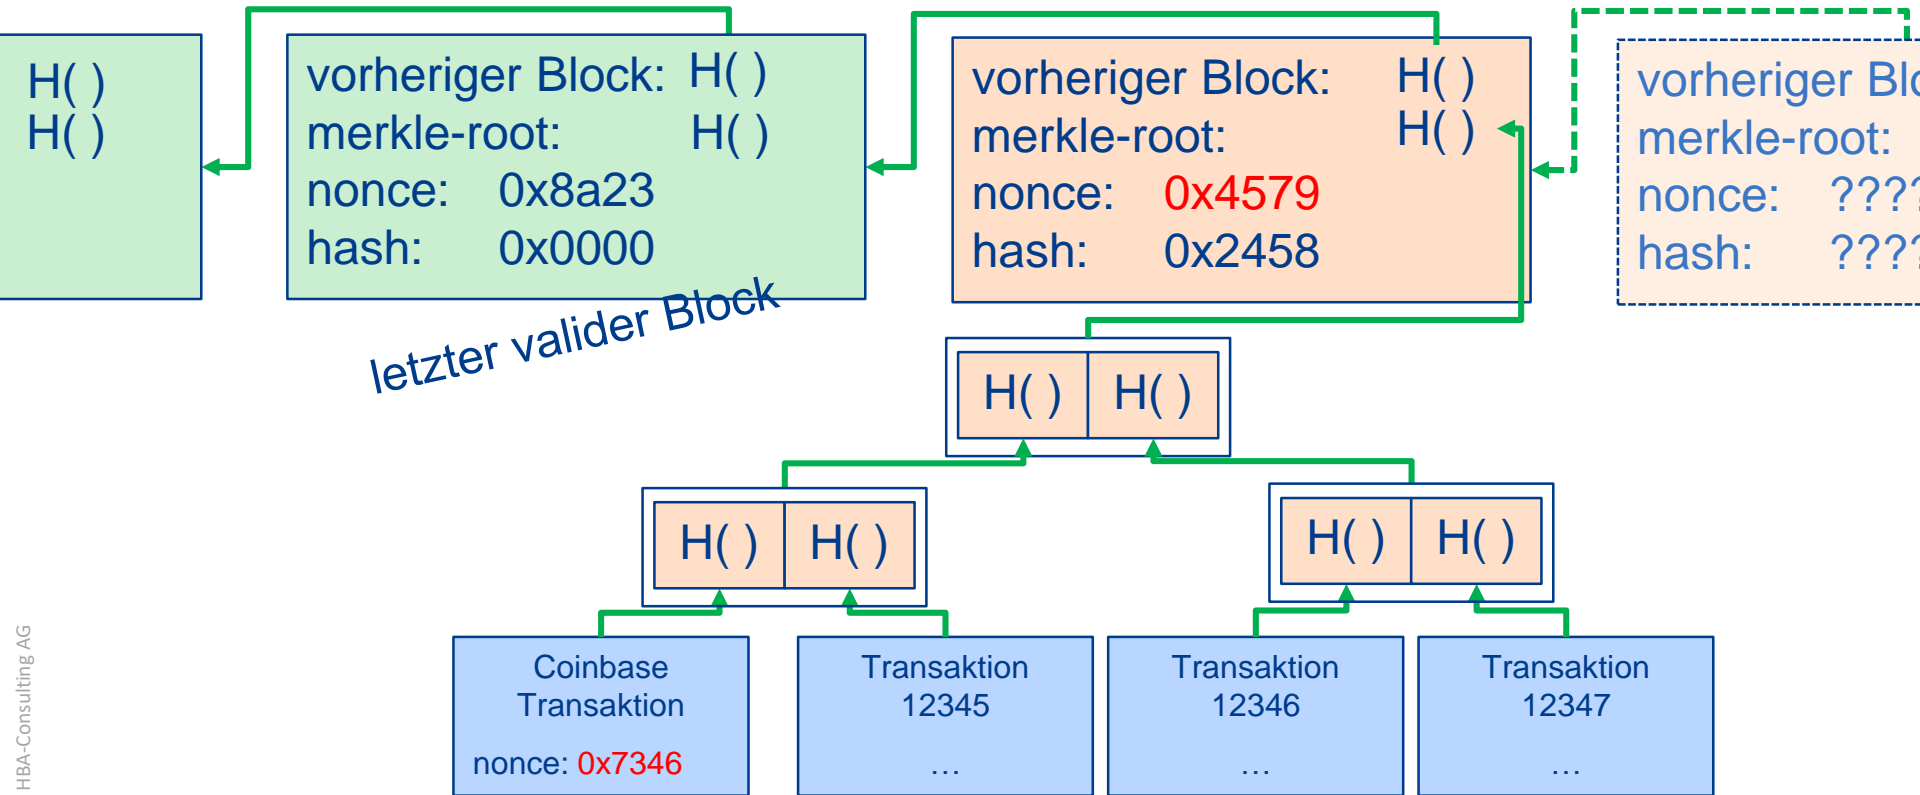 H( )
H( )
vorheriger Block: H( )
merkle-root: H( )
nonce: 0x8a23
hash: 0x0000
letzter valider Block
vorheriger Block: H( )
merkle-root: H( )
nonce: 0x4579
hash: 0x2458
vorheriger
merkle-root:
nonce: ????
hash: ????
H( ) H( )
H( ) H( )
H( ) H( )
Coinbase
Transaktion
nonce: 0x7346
Transaktion
12345
...
Transaktion
12346
...
Transaktion
12347
...
HBA-Consulting AG